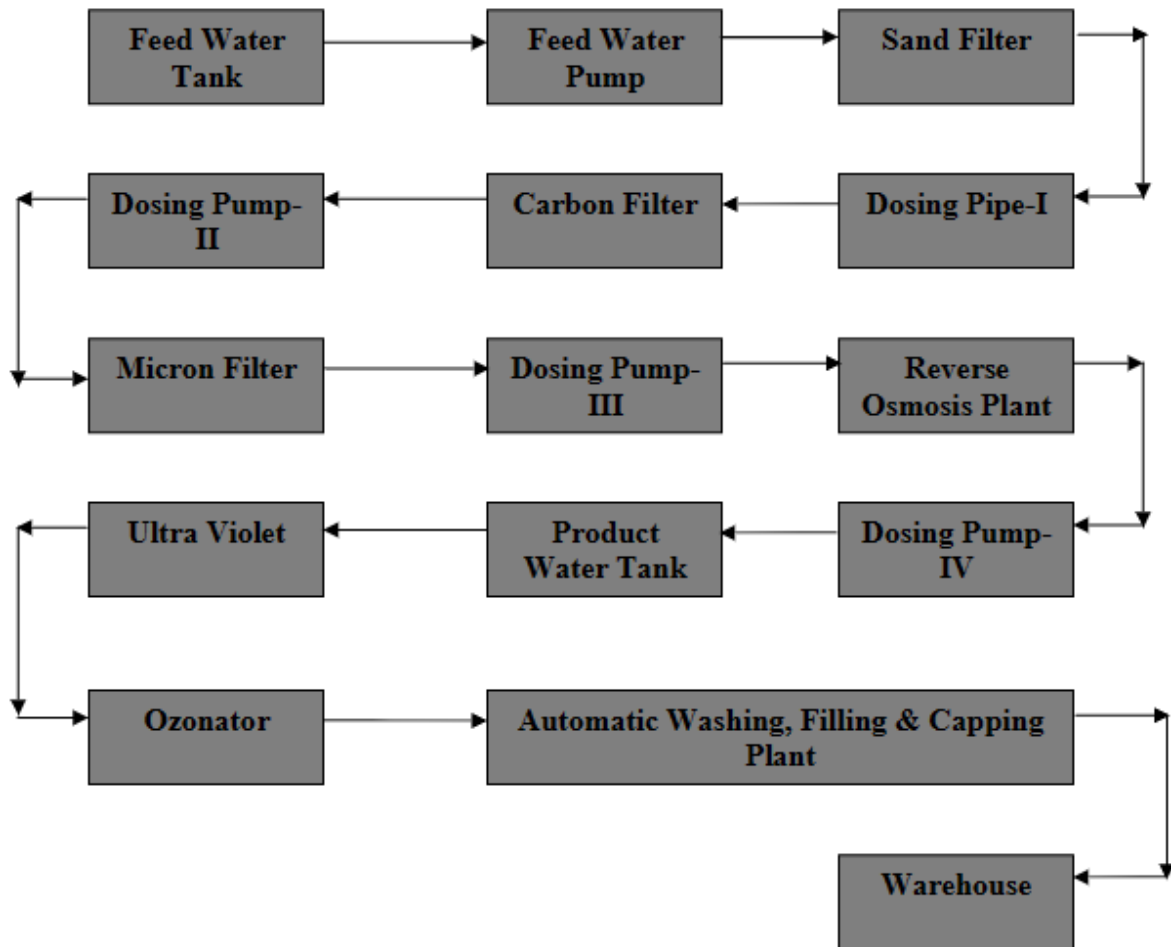 Feed Water
Tank
Feed Water
Pump
Sand Filter
Dosing Pump-
II
Carbon Filter
Dosing Pipe-I
Micron Filter
Dosing Pump-
III
Reverse
Osmosis Plant
Ultra Violet
Product
Water Tank
Dosing Pump-
IV
Ozonator
Automatic Washing, Filling & Capping
Plant
Warehouse